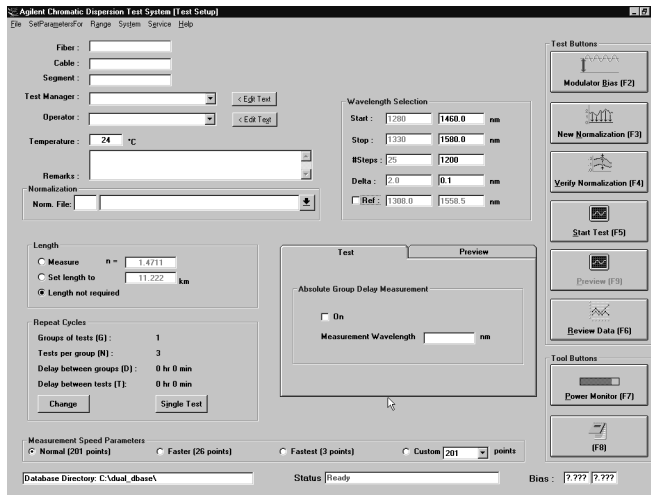 Agilent Chromatic Dispersion Test System [Test Setup]
File SetParametersFor Range System Service Help
Fiber :
Cable :
Segment :
Test Manager :
< Edit Text
Operator :
< Edit Text
Temperature : 24 °C
Remarks :
Normalization
Norm. File:
Wavelength Selection
Start : 1280 1460.0 nm
Stop : 1330 1580.0 nm
#Steps : 25 1200
Delta : 2.0 0.1 nm
Ref : 1308.0 1558.5 nm
Length
Measure n = 1.4711
Set length to 11.222 km
Length not required
Repeat Cycles
Groups of tests (G) : 1
Tests per group (N) : 3
Delay between groups (D) : 0 hr 0 min
Delay between tests (T): 0 hr 0 min
Change Single Test
Test Preview
Absolute Group Delay Measurement
On
Measurement Wavelength nm
Measurement Speed Parameters
Normal (201 points) Faster (26 points) Fastest (3 points) Custom 201 points
Database Directory: C:\dual_dbase\ Status Ready Bias : ?.??? ?.???
Test Buttons
Modulator Bias (F2)
New Normalization (F3)
Verify Normalization (F4)
Start Test (F5)
Preview (F9)
Review Data (F6)
Tool Buttons
Power Monitor (F7)
(F8)